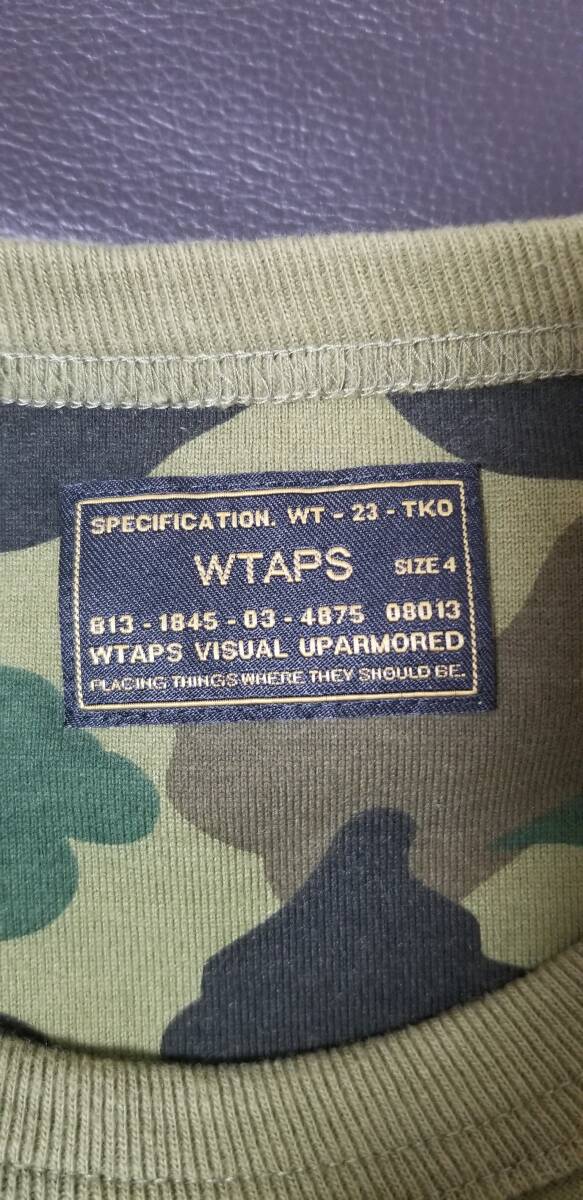 SPECIFICATION. WT - 23 - TKO
WTAPS SIZE 4
813 - 1845 - 03 - 4875 08013
WTAPS VISUAL UPARMORED
PLACING THINGS WHERE THEY SHOULD BE.